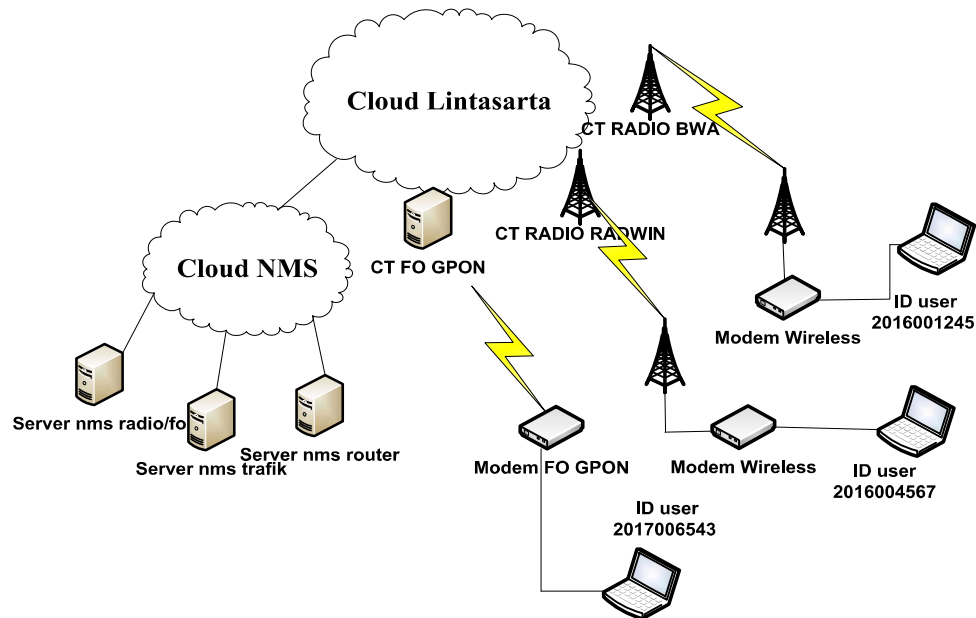 Cloud Lintasarta
CT RADIO BWA
CT RADIO RADWIN
Cloud NMS
CT FO GPON
ID user
2016001245
Modem Wireless
Server nms radio/fo
Server nms trafik
Server nms router
Modem FO GPON
Modem Wireless
ID user
2016004567
ID user
2017006543